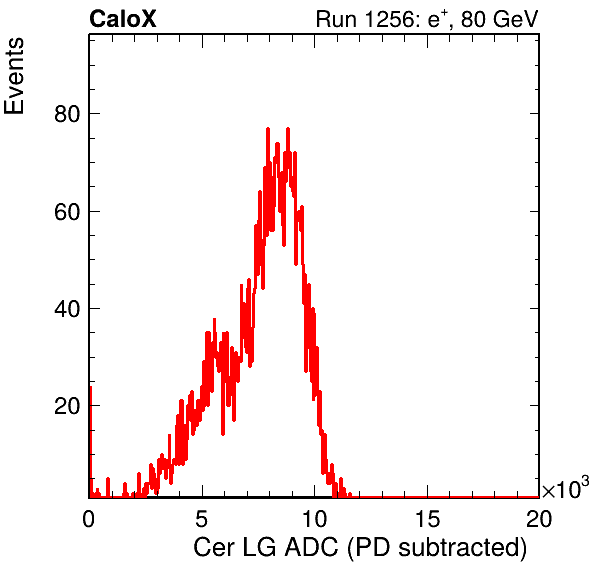 CaloX Run 1256: e⁺, 80 GeV
Events
80
60
40
20
0 5 10 15 20
×10³
Cer LG ADC (PD subtracted)